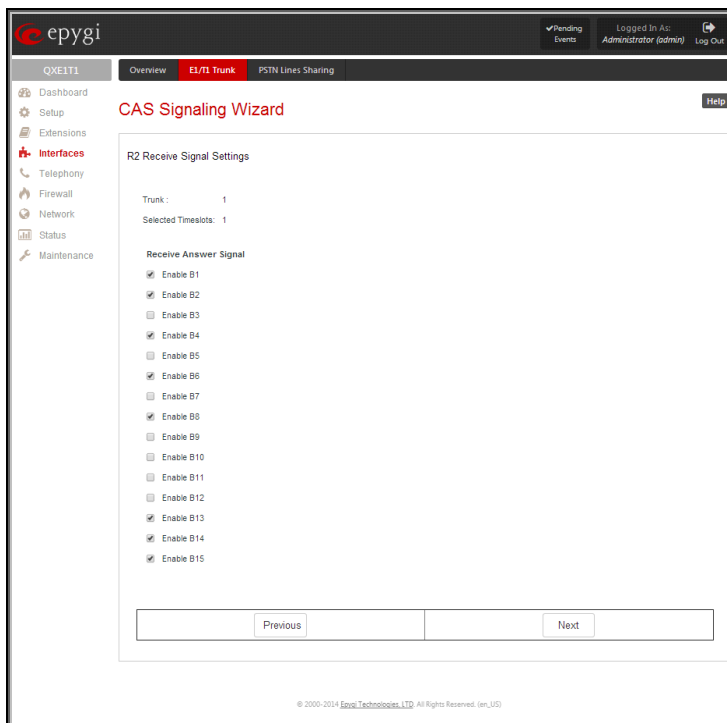 epygi
Pending Events
Logged In As:
Administrator (admin)
Log Out
QXE1T1
Overview
E1/T1 Trunk
PSTN Lines Sharing
Dashboard
Setup
Extensions
Interfaces
Telephony
Firewall
Network
Status
Maintenance
CAS Signaling Wizard
Help
R2 Receive Signal Settings
Trunk : 1
Selected Timeslots: 1
Receive Answer Signal
Enable B1
Enable B2
Enable B3
Enable B4
Enable B5
Enable B6
Enable B7
Enable B8
Enable B9
Enable B10
Enable B11
Enable B12
Enable B13
Enable B14
Enable B15
Previous
Next
© 2000-2014 Epygi Technologies, LTD. All Rights Reserved. (en_US)